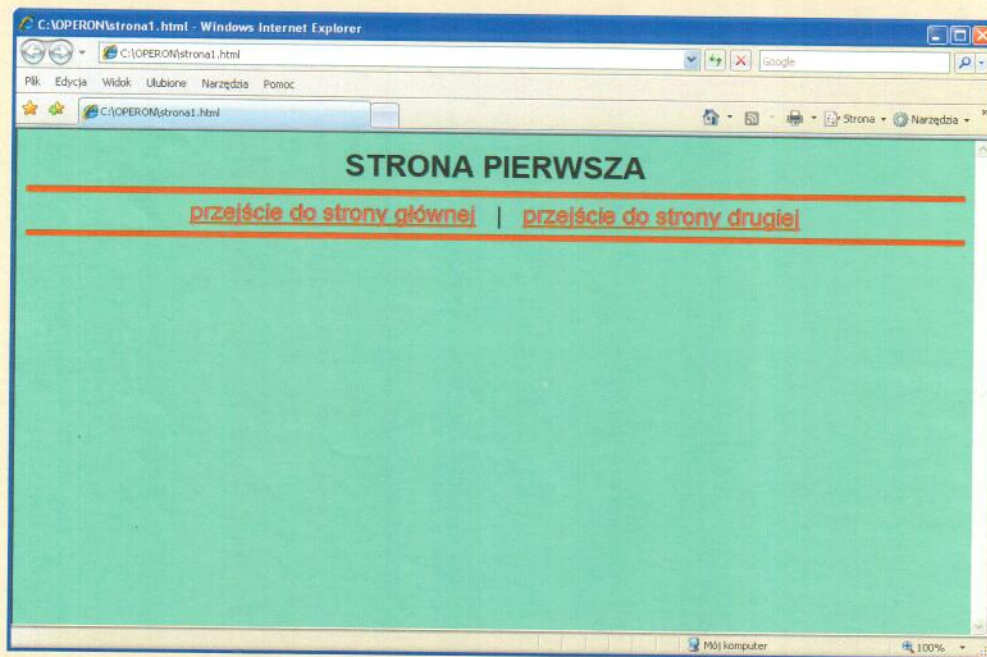 C:\OPERON\strona1.html - Windows Internet Explorer
C:\OPERON\strona1.html
Google
Plik Edycja Widok Ulubione Narzędzia Pomoc
C:\OPERON\strona1.html
Strona Narzędzia
STRONA PIERWSZA
przejście do strony głównej | przejście do strony drugiej
Mój komputer
100%